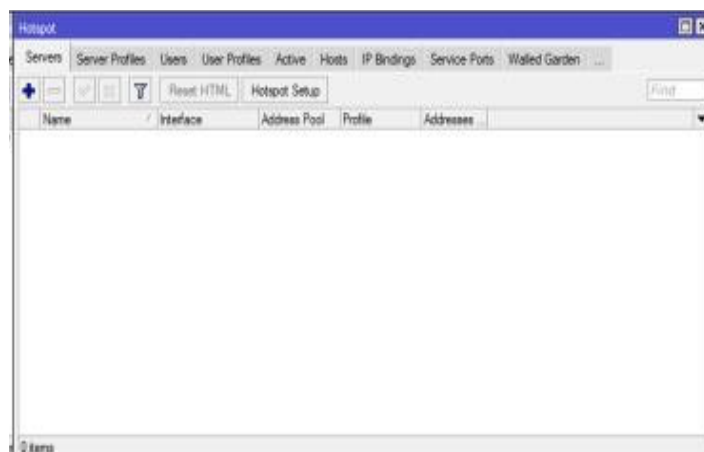 Hotspot
Servers Server Profiles Users User Profiles Active Hosts IP Bindings Service Ports Walled Garden ...
Reset HTML Hotspot Setup Find
Name Interface Address Pool Profile Addresses ...
0 items